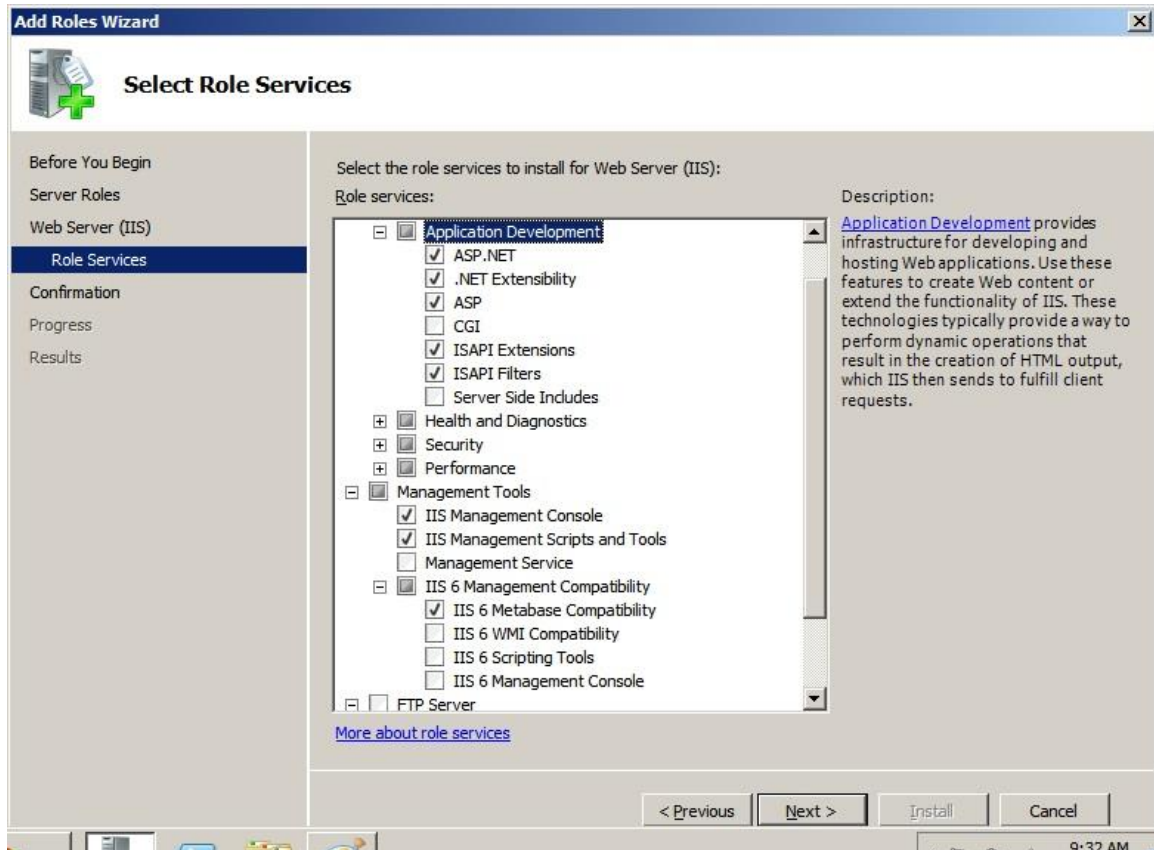 Add Roles Wizard
Select Role Services
Before You Begin
Server Roles
Web Server (IIS)
Role Services
Confirmation
Progress
Results
Select the role services to install for Web Server (IIS):
Role services:
Application Development
ASP.NET
.NET Extensibility
ASP
CGI
ISAPI Extensions
ISAPI Filters
Server Side Includes
Health and Diagnostics
Security
Performance
Management Tools
IIS Management Console
IIS Management Scripts and Tools
Management Service
IIS 6 Management Compatibility
IIS 6 Metabase Compatibility
IIS 6 WMI Compatibility
IIS 6 Scripting Tools
IIS 6 Management Console
FTP Server
More about role services
Description:
Application Development provides
infrastructure for developing and
hosting Web applications. Use these
features to create Web content or
extend the functionality of IIS. These
technologies typically provide a way to
perform dynamic operations that
result in the creation of HTML output,
which IIS then sends to fulfill client
requests.
< Previous
Next >
Install
Cancel
9:32 AM